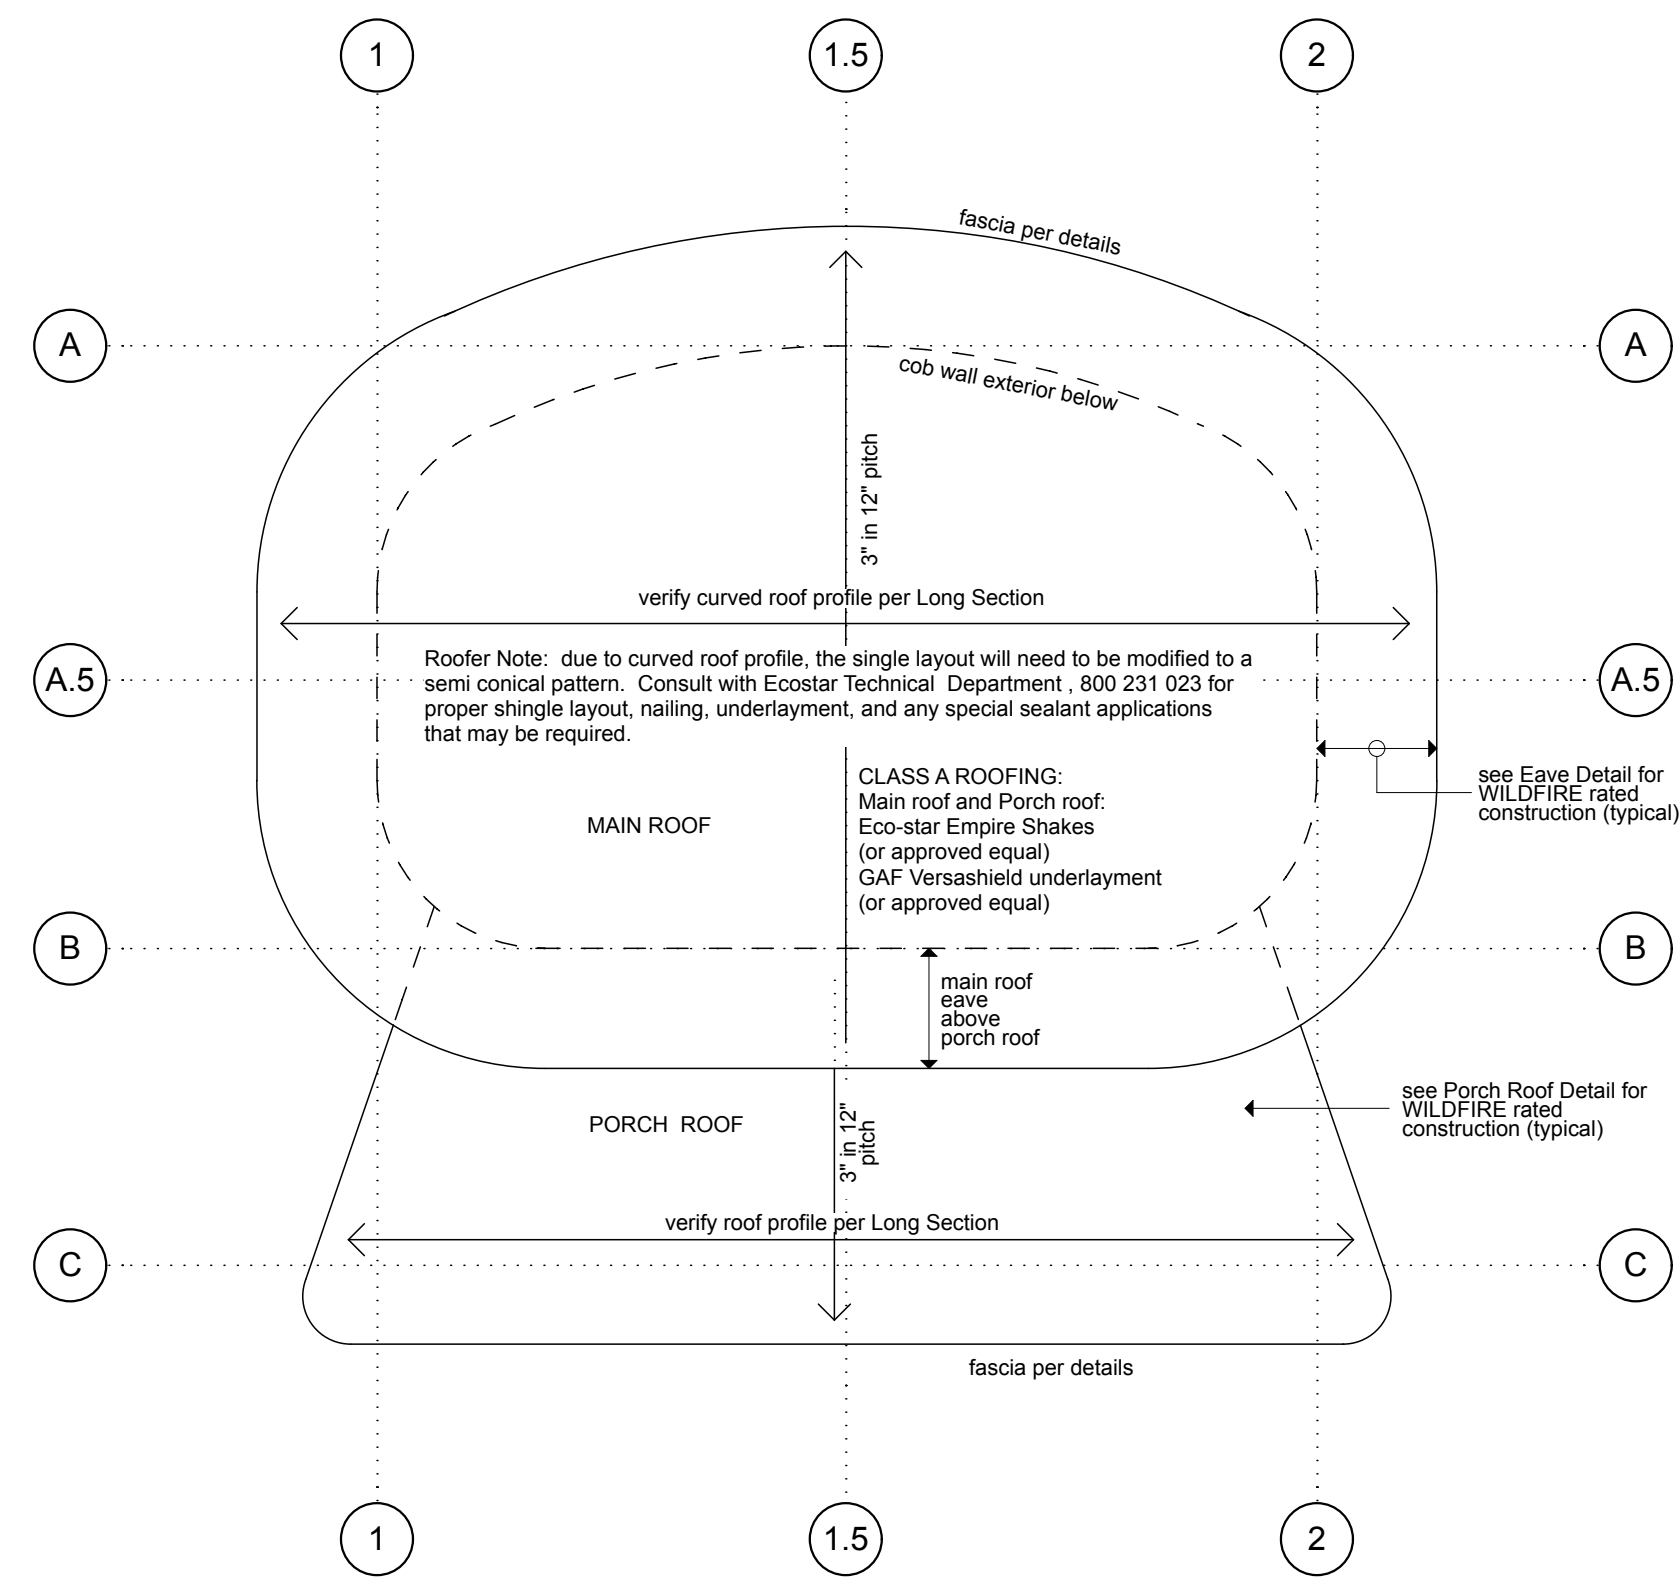 1
1.5
2
fascia per details
A
A
cob wall exterior below
3" in 12" pitch
verify curved roof profile per Long Section
Roofer Note:  due to curved roof profile, the single layout will need to be modified to a
semi conical pattern.  Consult with Ecostar Technical  Department , 800 231 023 for
proper shingle layout, nailing, underlayment, and any special sealant applications
that may be required.
A.5
A.5
CLASS A ROOFING:
Main roof and Porch roof:
Eco-star Empire Shakes
(or approved equal)
GAF Versashield underlayment
(or approved equal)
MAIN ROOF
see Eave Detail for
WILDFIRE rated
construction (typical)
B
B
main roof
eave
above
porch roof
PORCH  ROOF
3" in 12"
pitch
see Porch Roof Detail for
WILDFIRE rated
construction (typical)
verify roof profile per Long Section
C
C
fascia per details
1
1.5
2